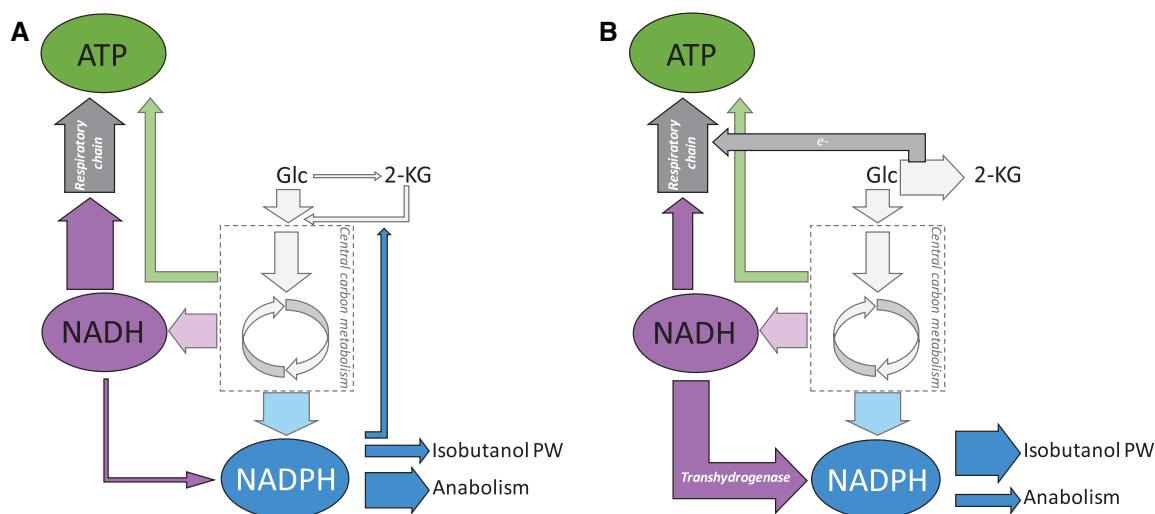 A
ATP
Respiratory
chain
Glc
2-KG
Central carbon metabolism
NADH
NADPH
Isobutanol PW
Anabolism
B
ATP
Respiratory
chain
e-
Glc
2-KG
Central carbon metabolism
NADH
Transhydrogenase
NADPH
Isobutanol PW
Anabolism